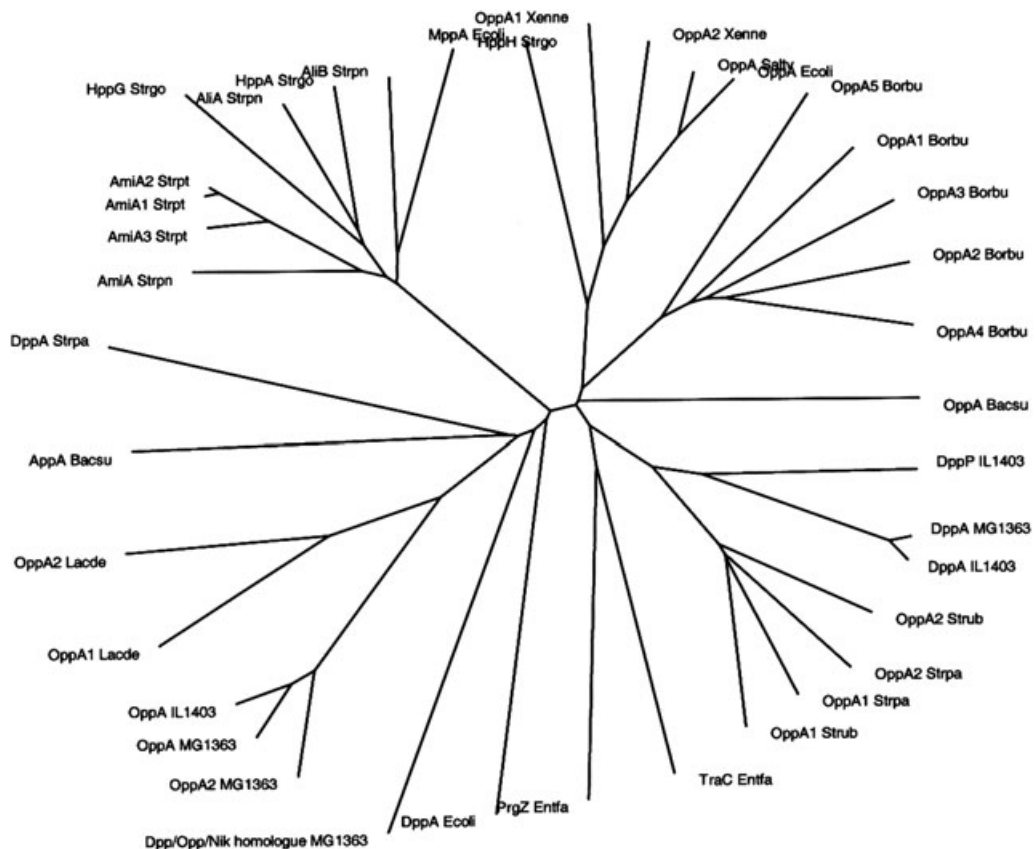 OppA1 Xenne
MppA Ecoli
HppH Strgo
OppA2 Xenne
OppA Salty
OppA Ecoli
AliB Strpn
HppA Strgo
HppG Strgo
AliA Strpn
OppA5 Borbu
OppA1 Borbu
AmiA2 Strpt
OppA3 Borbu
AmiA1 Strpt
AmiA3 Strpt
OppA2 Borbu
AmiA Strpn
OppA4 Borbu
DppA Strpa
OppA Bacsu
AppA Bacsu
DppP IL1403
DppA MG1363
OppA2 Lacde
DppA IL1403
OppA2 Strub
OppA1 Lacde
OppA2 Strpa
OppA1 Strpa
OppA IL1403
OppA1 Strub
OppA MG1363
OppA2 MG1363
TraC Entfa
PrgZ Entfa
DppA Ecoli
Dpp/Opp/Nik homologue MG1363